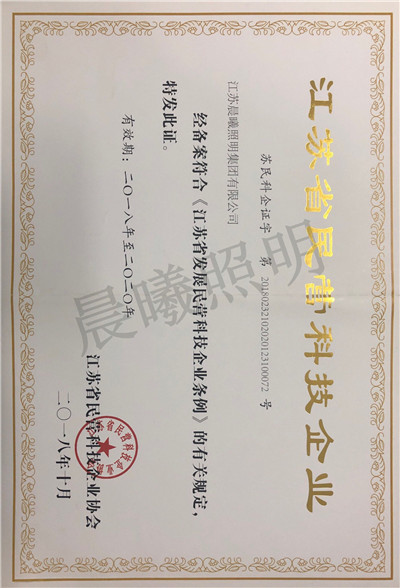 江苏省民营科技企业
苏民科企证字 第 20180232102020123100072 号
江苏晨曦照明集团有限公司
经备案符合《江苏省发展民营科技企业条例》的有关规定，
特发此证。
有效期：二〇一八年至二〇二〇年
江苏省民营科技企业协会
二〇一八年十月
晨曦照明